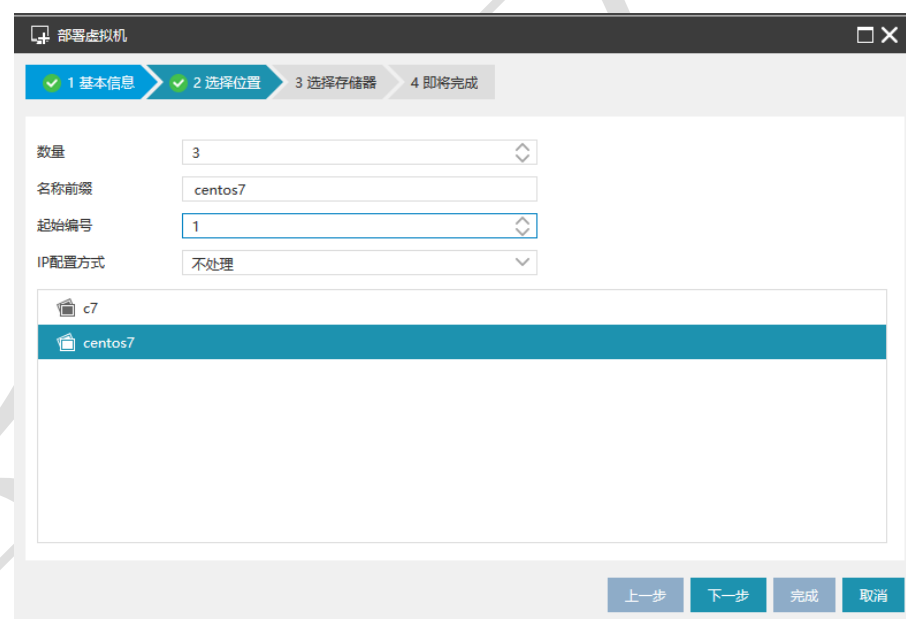 部署虚拟机
1 基本信息 2 选择位置 3 选择存储器 4 即将完成
数量 3
名称前缀 centos7
起始编号 1
IP配置方式 不处理
c7
centos7
上一步 下一步 完成 取消